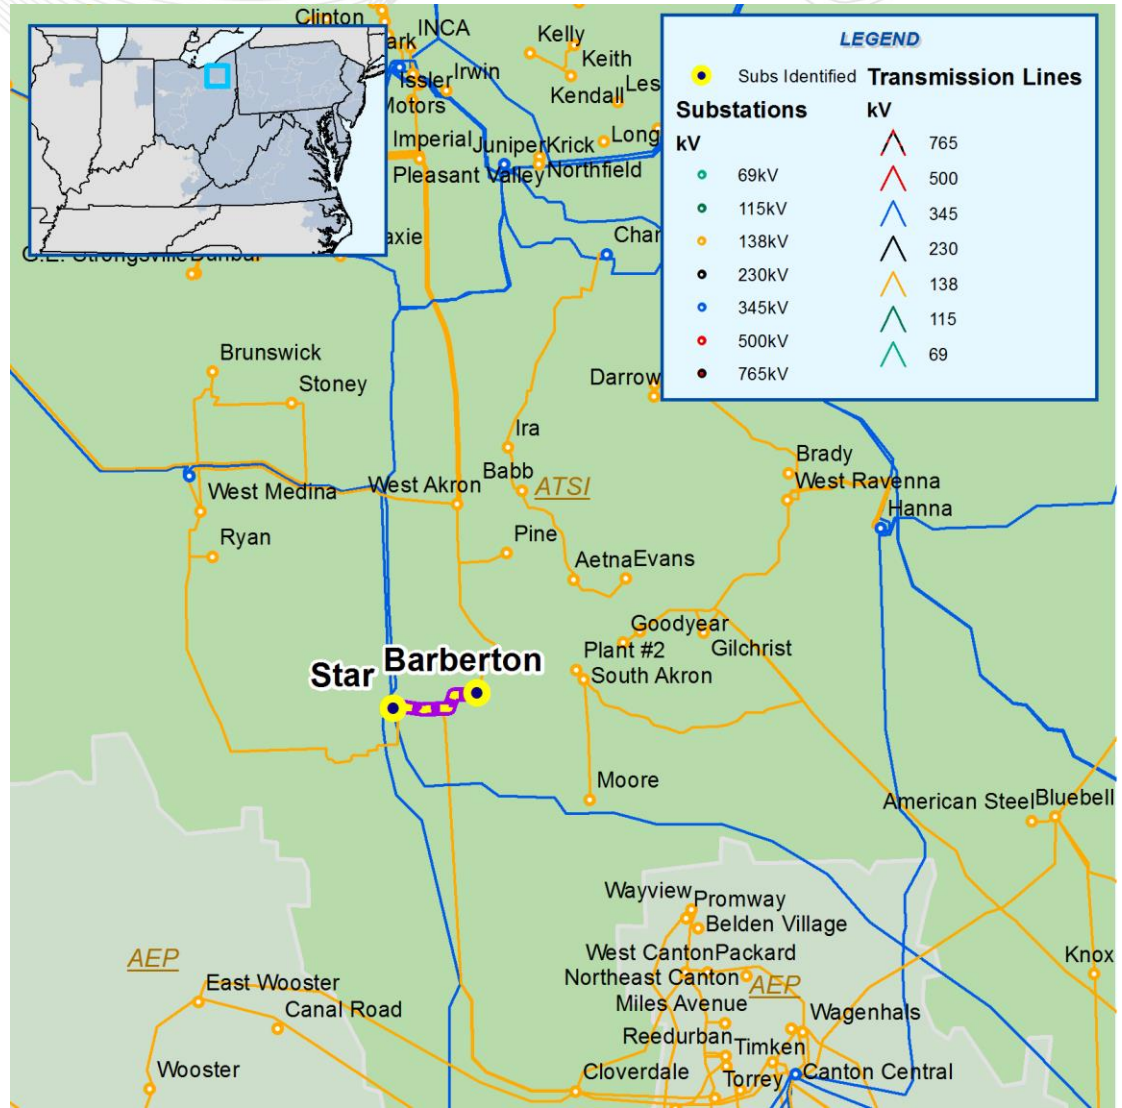 Clinton
INCA
ark
Kelly
Keith
Issler
Irwin
Les
Kendall
Motors
Imperial
Juniper
Krick
Long
Pleasant Valley
Northfield
axie
Char
LEGEND
Subs Identified
Transmission Lines
Substations
kV
kV
765
69kV
500
115kV
345
138kV
230
230kV
138
345kV
115
500kV
69
765kV
Brunswick
Stoney
Darrow
Ira
Babb
ATSI
Brady
West Medina
West Akron
West Ravenna
Hanna
Ryan
Pine
Aetna
Evans
Goodyear
Gilchrist
Plant #2
South Akron
Star
Barberton
Moore
American Steel
Bluebell
Wayview
Promway
Belden Village
West Canton
Packard
Knox
AEP
Northeast Canton
AEP
East Wooster
Miles Avenue
Wagenhals
Canal Road
Reedurban
Timken
Wooster
Cloverdale
Torrey
Canton Central